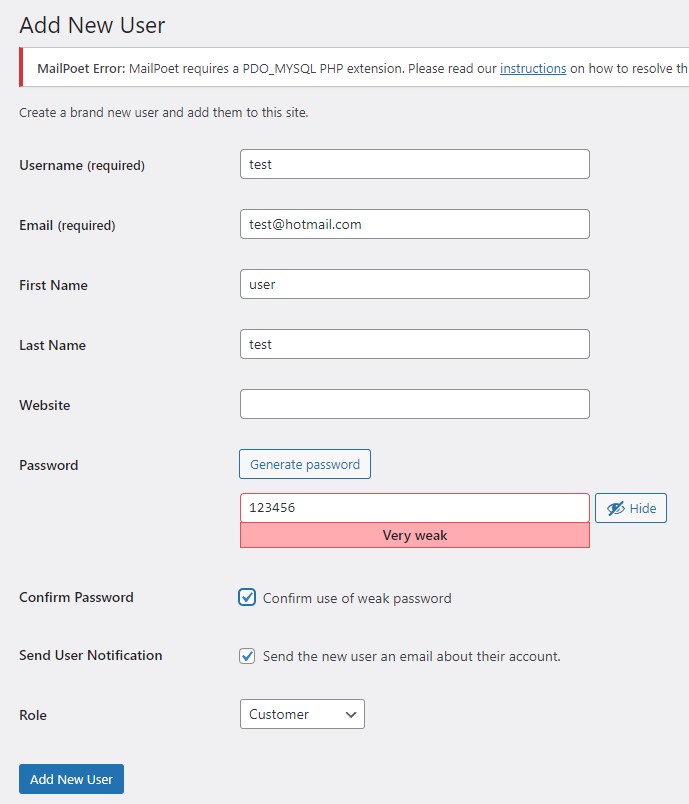 Add New User
MailPoet Error: MailPoet requires a PDO_MYSQL PHP extension. Please read our instructions on how to resolve
Create a brand new user and add them to this site.
Username (required) test
Email (required) test@hotmail.com
First Name user
Last Name test
Website
Password Generate password
123456 Hide
Very weak
Confirm Password Confirm use of weak password
Send User Notification Send the new user an email about their account.
Role Customer
Add New User